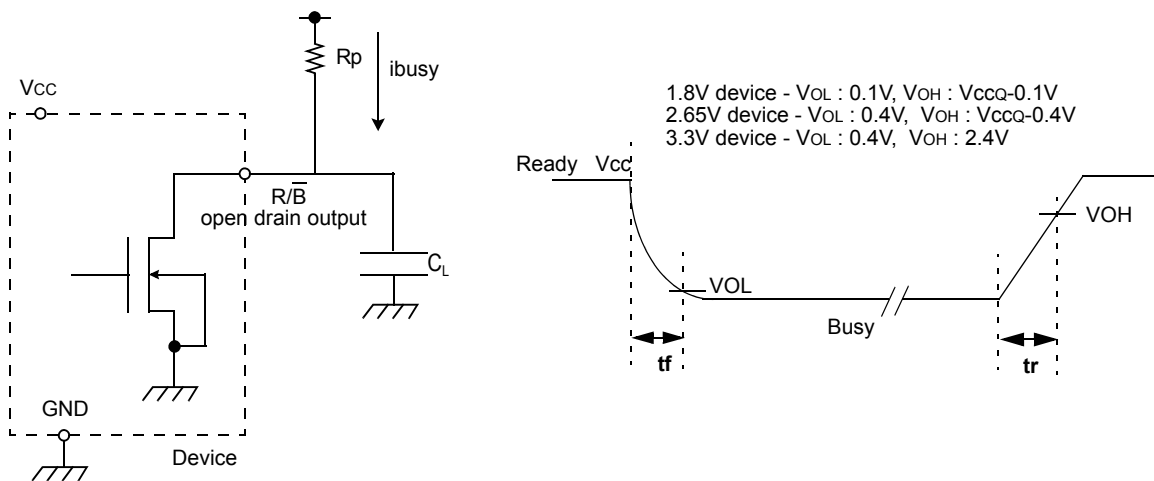 Rp
ibusy
VCC
R/B̅
open drain output
CL
GND
Device
1.8V device - VOL : 0.1V, VOH : VCCQ-0.1V
2.65V device - VOL : 0.4V, VOH : VCCQ-0.4V
3.3V device - VOL : 0.4V, VOH : 2.4V
Ready Vcc
VOH
VOL
Busy
tf
tr